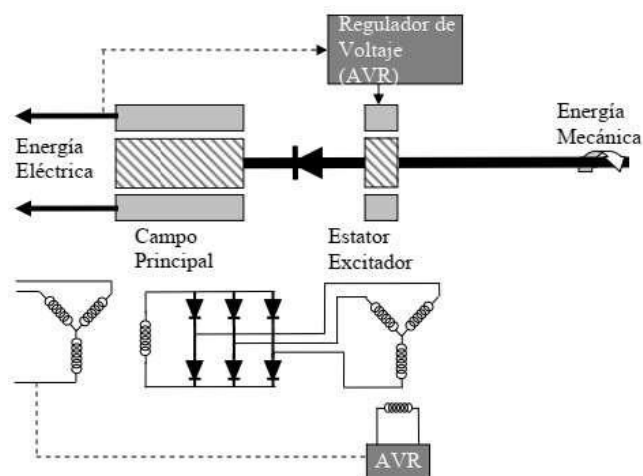 Regulador de
Voltaje
(AVR)
Energía
Mecánica
Energía
Eléctrica
Campo
Principal
Estator
Excitador
AVR